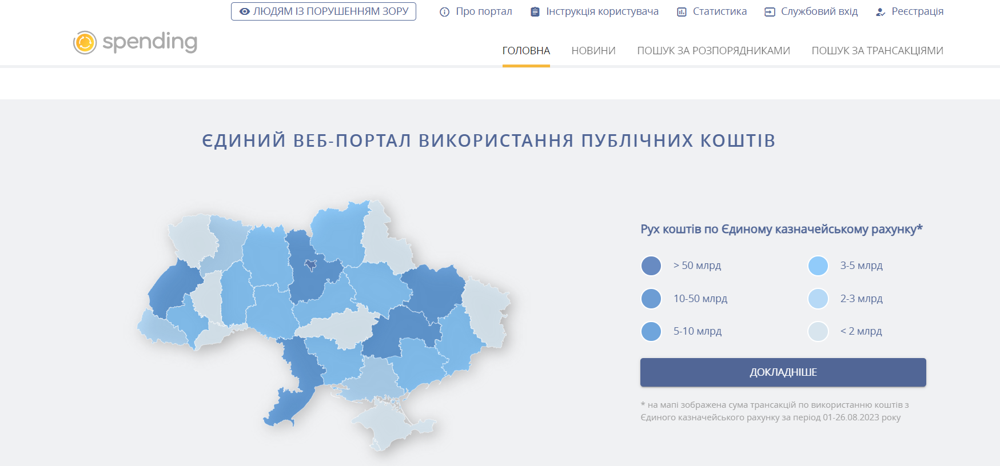 ЛЮДЯМ ІЗ ПОРУШЕННЯМ ЗОРУ
Про портал
Інструкція користувача
Статистика
Службовий вхід
Реєстрація
spending
ГОЛОВНА
НОВИНИ
ПОШУК ЗА РОЗПОРЯДНИКАМИ
ПОШУК ЗА ТРАНСАКЦІЯМИ
ЄДИНИЙ ВЕБ-ПОРТАЛ ВИКОРИСТАННЯ ПУБЛІЧНИХ КОШТІВ
Рух коштів по Єдиному казначейському рахунку*
> 50 млрд
3-5 млрд
10-50 млрд
2-3 млрд
5-10 млрд
< 2 млрд
ДОКЛАДНІШЕ
* на мапі зображена сума трансакцій по використанню коштів з
Єдиного казначейського рахунку за період 01-26.08.2023 року